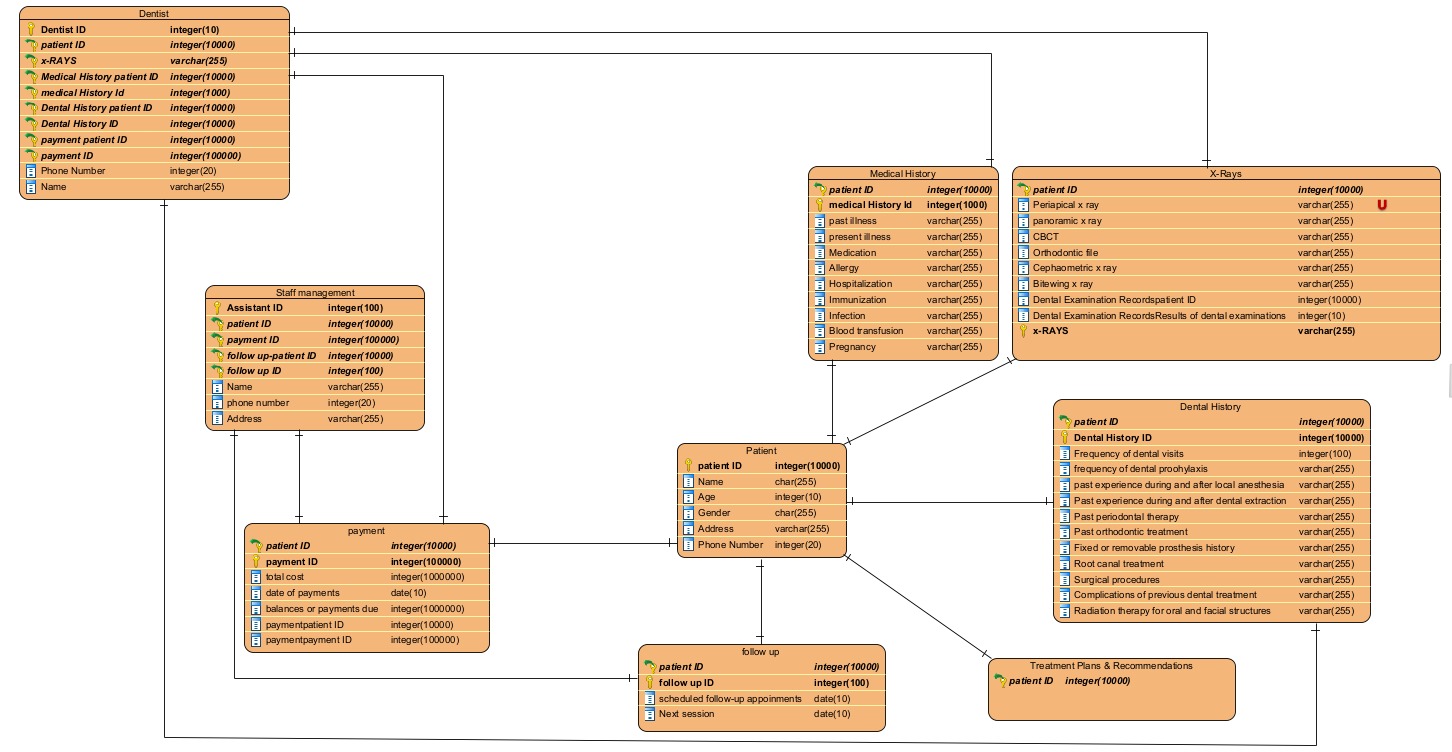 Dentist
Dentist ID integer(10)
patient ID integer(10000)
x-RAYS varchar(255)
Medical History patient ID integer(10000)
medical History Id integer(1000)
Dental History patient ID integer(10000)
Dental History ID integer(10000)
payment patient ID integer(10000)
payment ID integer(100000)
Phone Number integer(20)
Name varchar(255)
Medical History
patient ID integer(10000)
medical History Id integer(1000)
past illness varchar(255)
present illness varchar(255)
Medication varchar(255)
Allergy varchar(255)
Hospitalization varchar(255)
Immunization varchar(255)
Infection varchar(255)
Blood transfusion varchar(255)
Pregnancy varchar(255)
X-Rays
patient ID integer(10000)
Periapical x ray varchar(255) U
panoramic x ray varchar(255)
CBCT varchar(255)
Orthodontic file varchar(255)
Cephaometric x ray varchar(255)
Bitewing x ray varchar(255)
Dental Examination Recordspatient ID integer(10000)
Dental Examination RecordsResults of dental examinations integer(10)
x-RAYS varchar(255)
Staff management
Assistant ID integer(100)
patient ID integer(10000)
payment ID integer(100000)
follow up-patient ID integer(10000)
follow up ID integer(100)
Name varchar(255)
phone number integer(20)
Address varchar(255)
Dental History
patient ID integer(10000)
Dental History ID integer(10000)
Frequency of dental visits integer(100)
frequency of dental proohylaxis varchar(255)
past experience during and after local anesthesia varchar(255)
Past experience during and after dental extraction varchar(255)
Past periodontal therapy varchar(255)
Past orthodontic treatment varchar(255)
Fixed or removable prosthesis history varchar(255)
Root canal treatment varchar(255)
Surgical procedures varchar(255)
Complications of previous dental treatment varchar(255)
Radiation therapy for oral and facial structures varchar(255)
Patient
patient ID integer(10000)
Name char(255)
Age integer(10)
Gender char(255)
Address varchar(255)
Phone Number integer(20)
payment
patient ID integer(10000)
payment ID integer(100000)
total cost integer(1000000)
date of payments date(10)
balances or payments due integer(1000000)
paymentpatient ID integer(10000)
paymentpayment ID integer(100000)
follow up
patient ID integer(10000)
follow up ID integer(100)
scheduled follow-up appoinments date(10)
Next session date(10)
Treatment Plans & Recommendations
patient ID integer(10000)